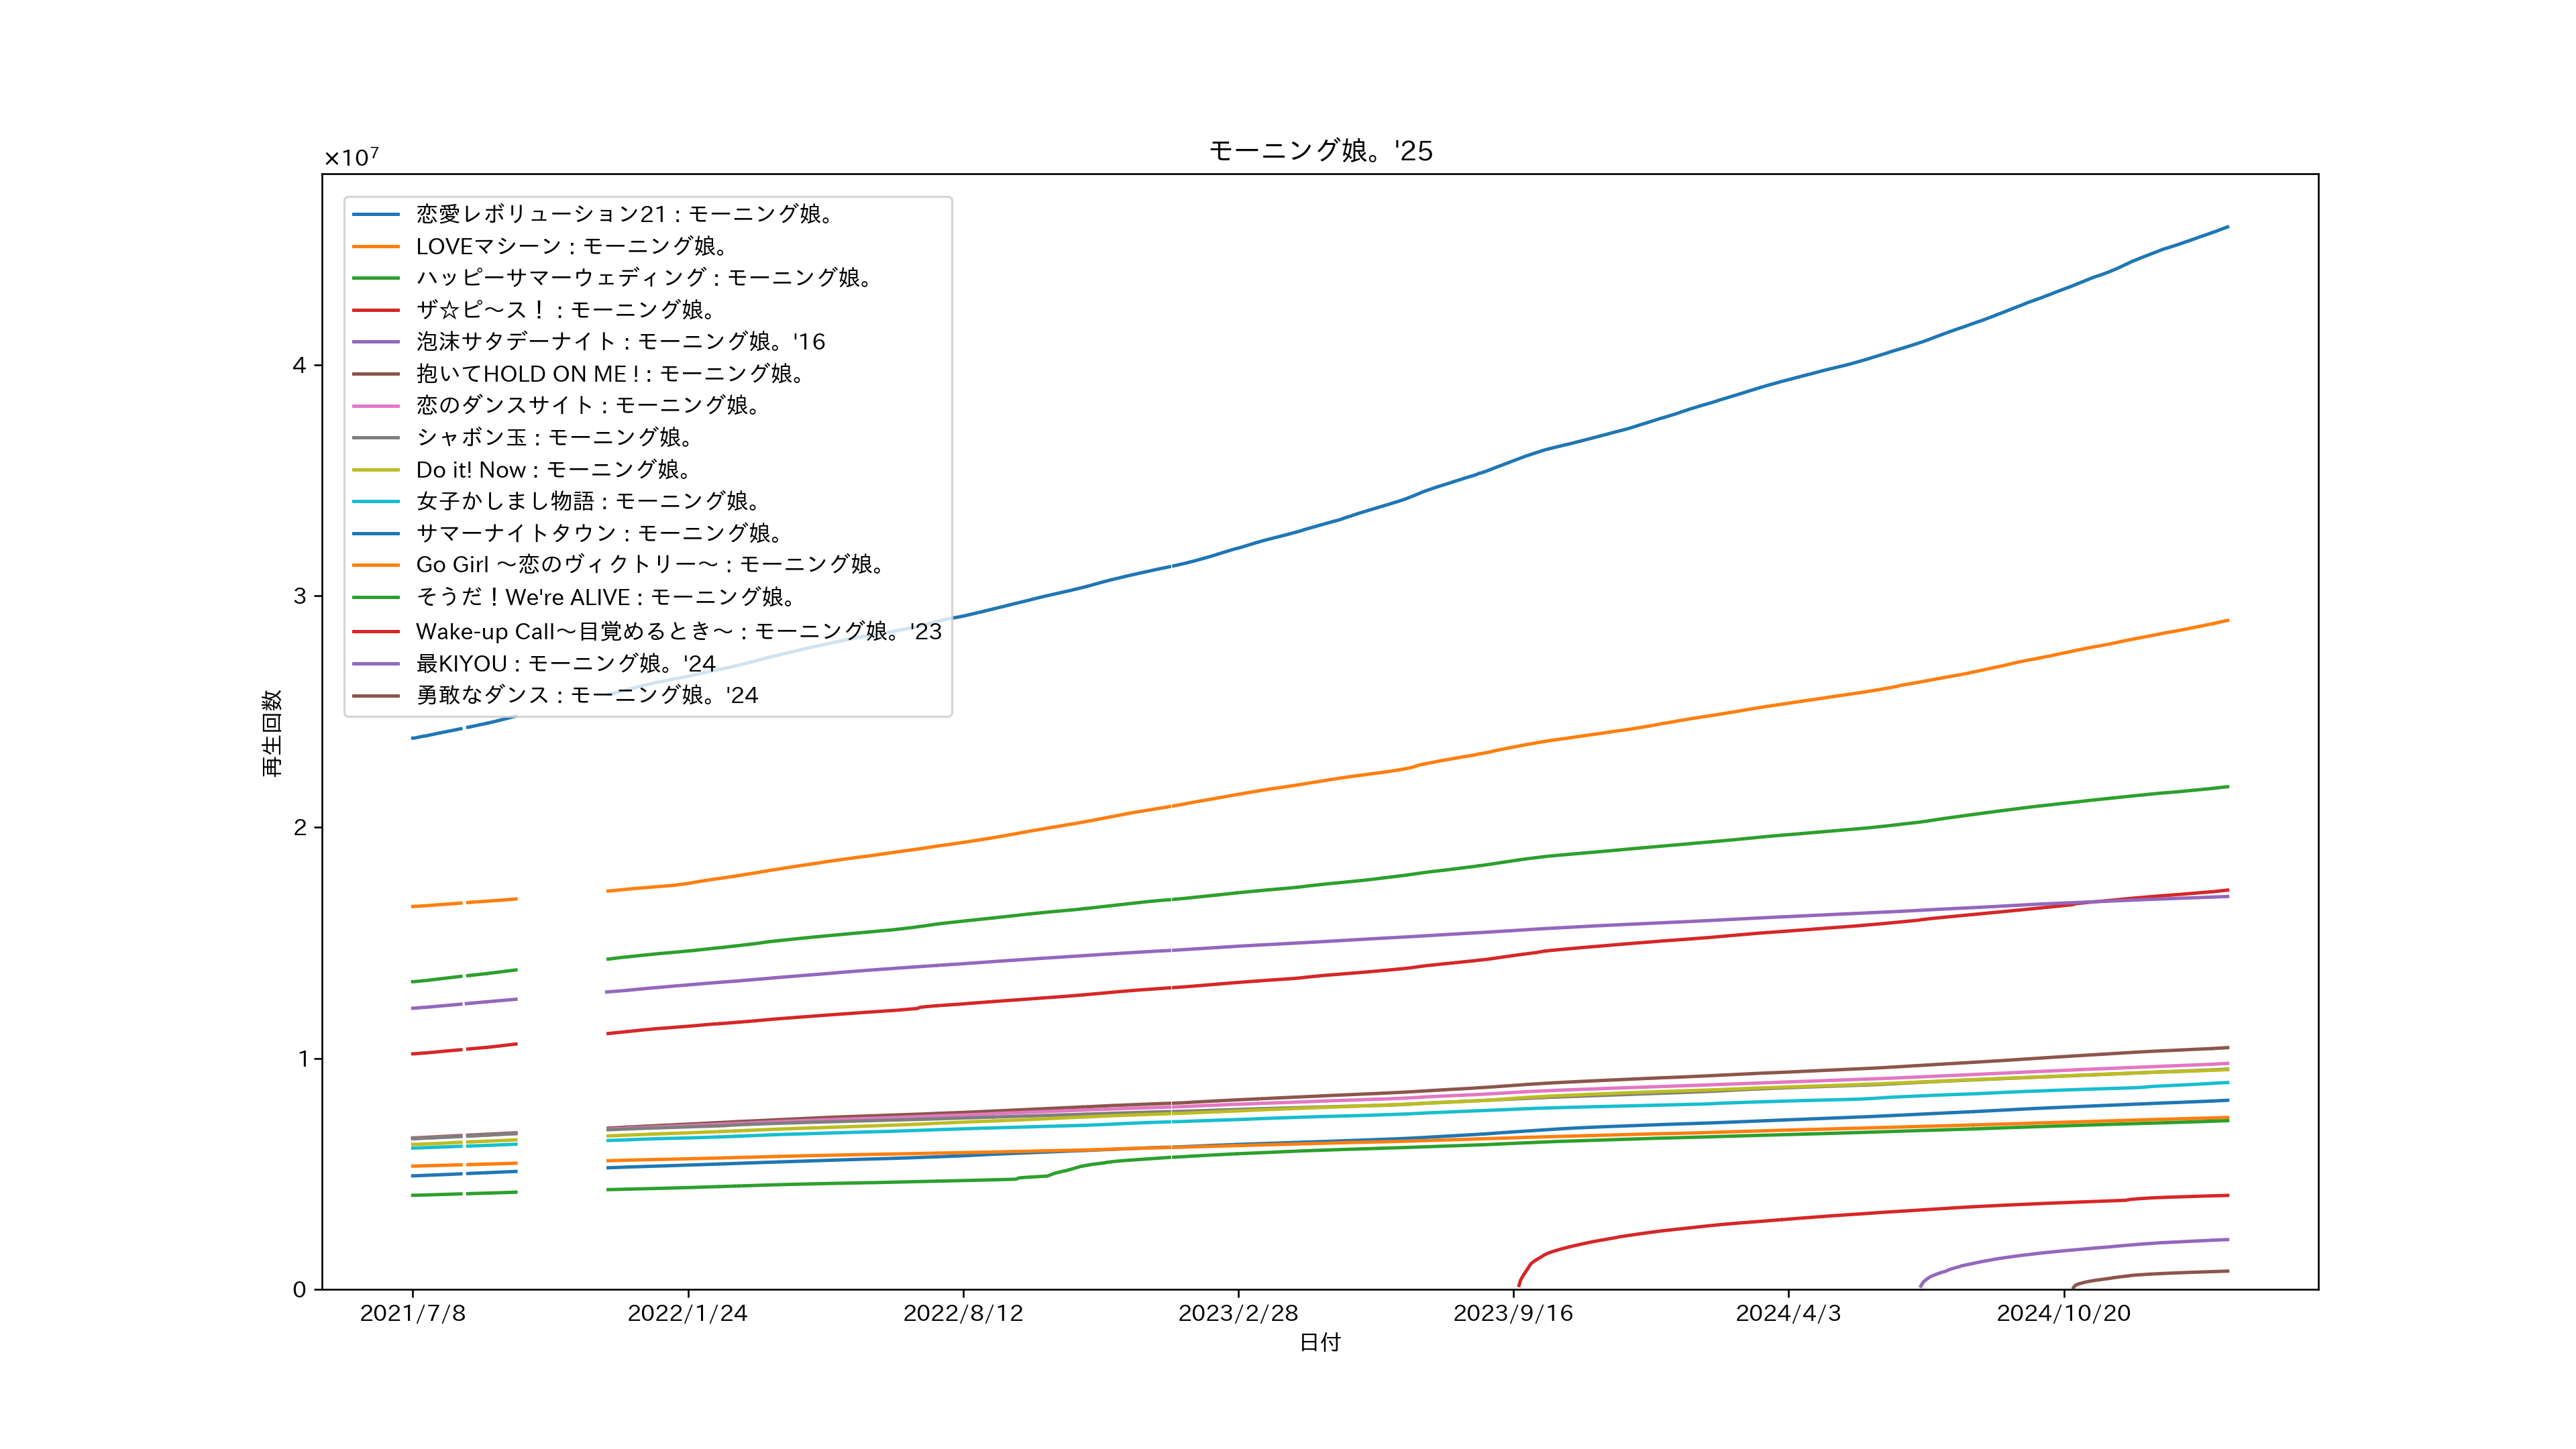 モーニング娘。'25
×10⁷
恋愛レボリューション21 : モーニング娘。
LOVEマシーン : モーニング娘。
ハッピーサマーウェディング : モーニング娘。
ザ☆ピ〜ス！ : モーニング娘。
泡沫サタデーナイト : モーニング娘。'16
抱いてHOLD ON ME ! : モーニング娘。
恋のダンスサイト : モーニング娘。
シャボン玉 : モーニング娘。
Do it! Now : モーニング娘。
女子かしまし物語 : モーニング娘。
サマーナイトタウン : モーニング娘。
Go Girl 〜恋のヴィクトリー〜 : モーニング娘。
そうだ！We're ALIVE : モーニング娘。
Wake-up Call〜目覚めるとき〜 : モーニング娘。'23
最KIYOU : モーニング娘。'24
勇敢なダンス : モーニング娘。'24
4
3
2
1
0
再生回数
2021/7/8
2022/1/24
2022/8/12
2023/2/28
2023/9/16
2024/4/3
2024/10/20
日付